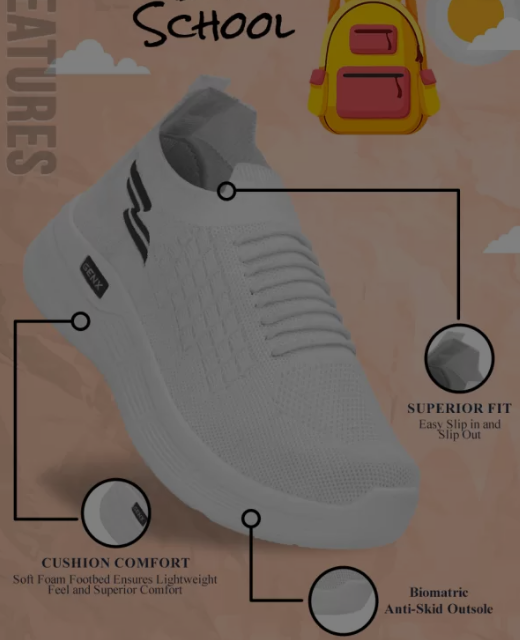 SCHOOL
FEATURES
GENX
SUPERIOR FIT
Easy Slip in and
Slip Out
CUSHION COMFORT
Soft Foam Footbed Ensures Lightweight
Feel and Superior Comfort
Biomatric
Anti-Skid Outsole